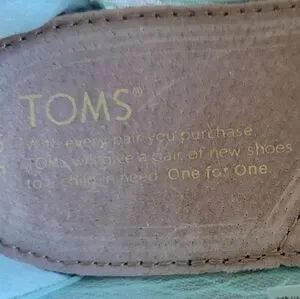 TOMS®
With every pair you purchase,
TOMS will give a pair of new shoes
to a child in need. One for One.